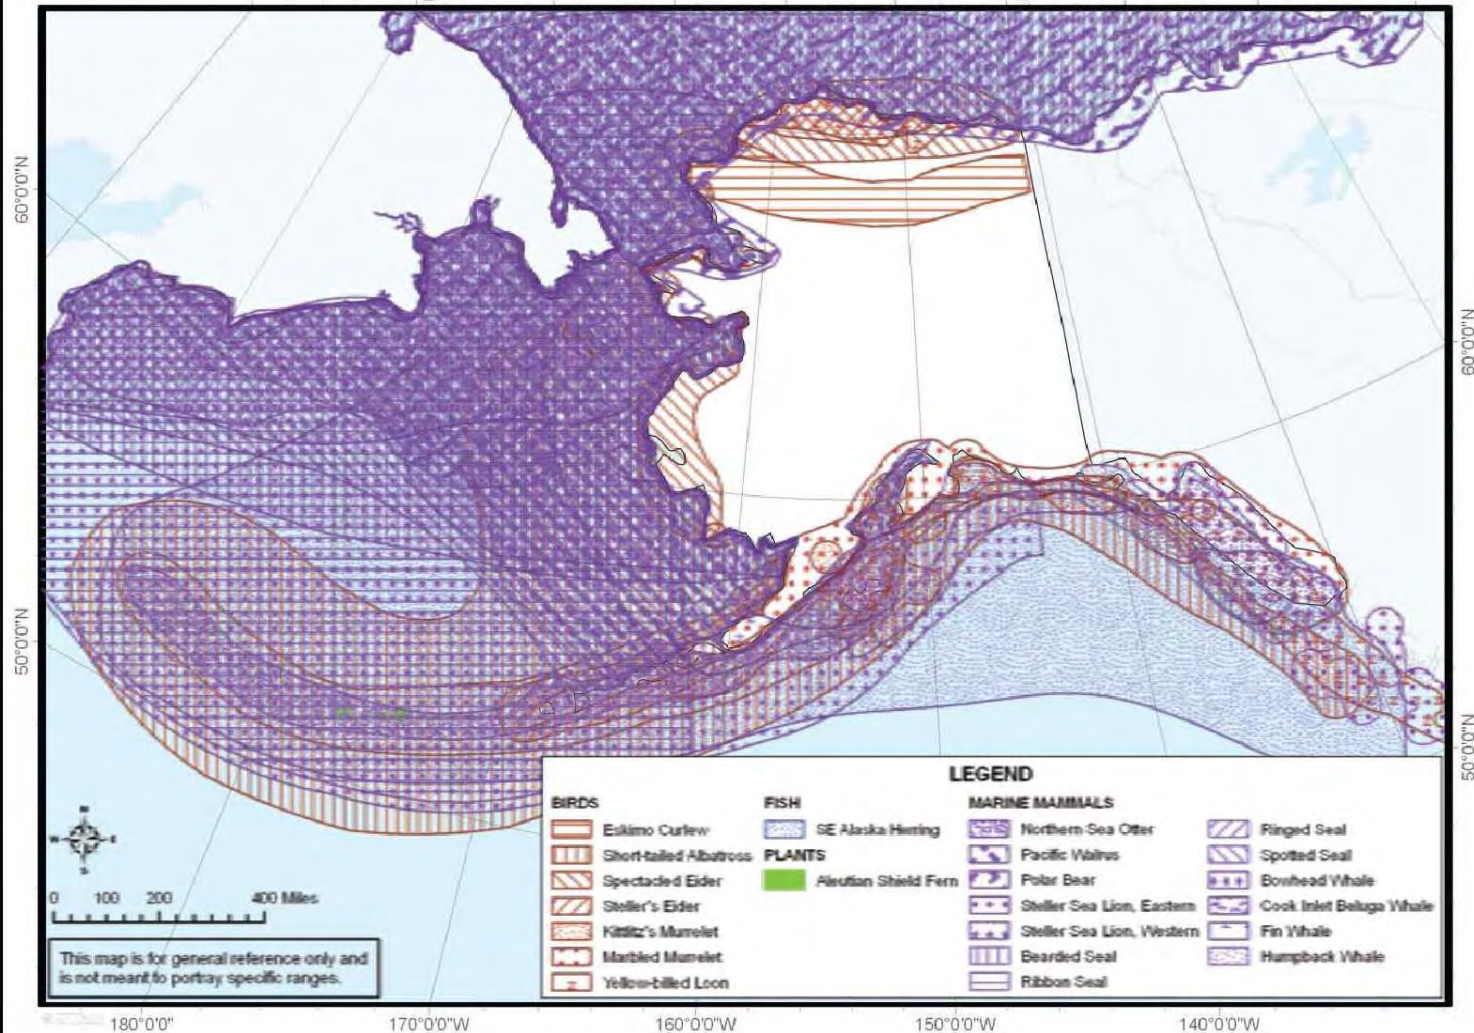 60°0'0"N
50°0'0"N
60°0'0"N
50°0'0"N
LEGEND
BIRDS
Eskimo Curlew
Short-tailed Albatross
Spectacled Eider
Steller's Eider
Kittlitz's Murrelet
Marbled Murrelet
Yellow-billed Loon
FISH
SE Alaska Herring
PLANTS
Aleutian Shield Fern
MARINE MAMMALS
Northern Sea Otter
Pacific Walrus
Polar Bear
Steller Sea Lion, Eastern
Steller Sea Lion, Western
Bearded Seal
Ribbon Seal
Ringed Seal
Spotted Seal
Bowhead Whale
Cook Inlet Beluga Whale
Fin Whale
Humpback Whale
N
W E
S
0 100 200 400 Miles
This map is for general reference only and
is not meant to portray specific ranges.
180°0'0"
170°0'0"W
160°0'0"W
150°0'0"W
140°0'0"W